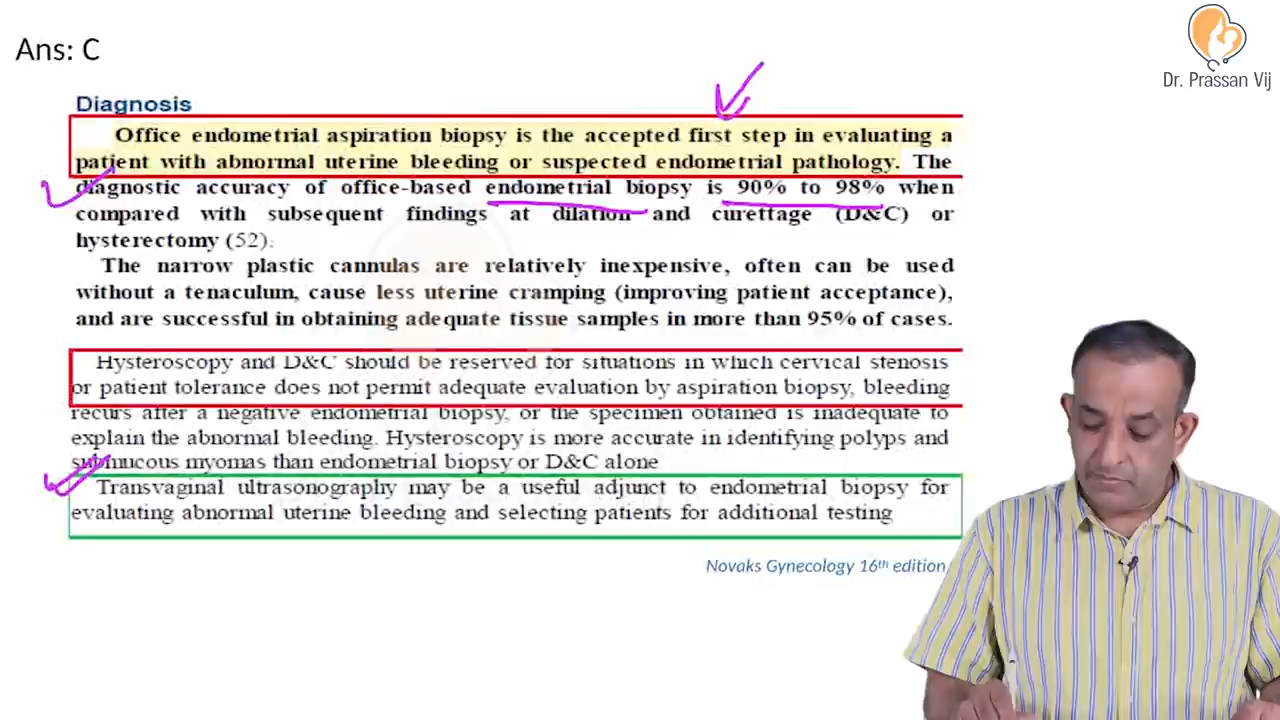 Ans: C
Dr. Prassan Vij
Diagnosis
Office endometrial aspiration biopsy is the accepted first step in evaluating a
patient with abnormal uterine bleeding or suspected endometrial pathology. The
diagnostic accuracy of office-based endometrial biopsy is 90% to 98% when
compared with subsequent findings at dilation and curettage (D&C) or
hysterectomy (52).
The narrow plastic cannulas are relatively inexpensive, often can be used
without a tenaculum, cause less uterine cramping (improving patient acceptance),
and are successful in obtaining adequate tissue samples in more than 95% of cases.
Hysteroscopy and D&C should be reserved for situations in which cervical stenosis
or patient tolerance does not permit adequate evaluation by aspiration biopsy, bleeding
recurs after a negative endometrial biopsy, or the specimen obtained is inadequate to
explain the abnormal bleeding. Hysteroscopy is more accurate in identifying polyps and
submucous myomas than endometrial biopsy or D&C alone
Transvaginal ultrasonography may be a useful adjunct to endometrial biopsy for
evaluating abnormal uterine bleeding and selecting patients for additional testing
Novaks Gynecology 16th edition